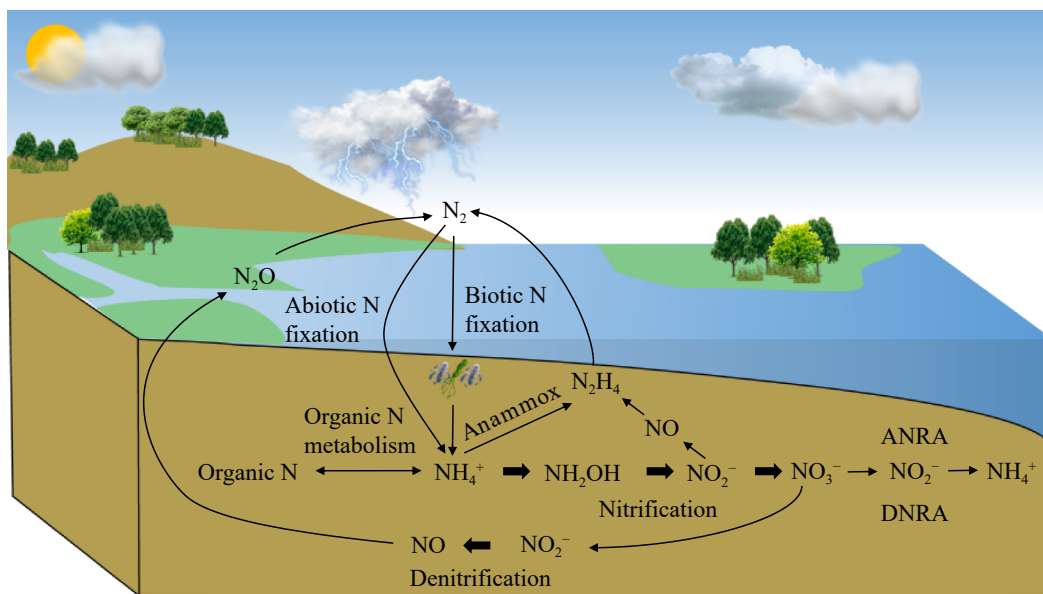 N₂
N₂O
Abiotic N
fixation
Biotic N
fixation
N₂H₄
Anammox
Organic N
metabolism
NO
ANRA
Organic N
NH₄⁺
NH₂OH
NO₂⁻
NO₃⁻
NO₂⁻
NH₄⁺
Nitrification
DNRA
NO
NO₂⁻
Denitrification